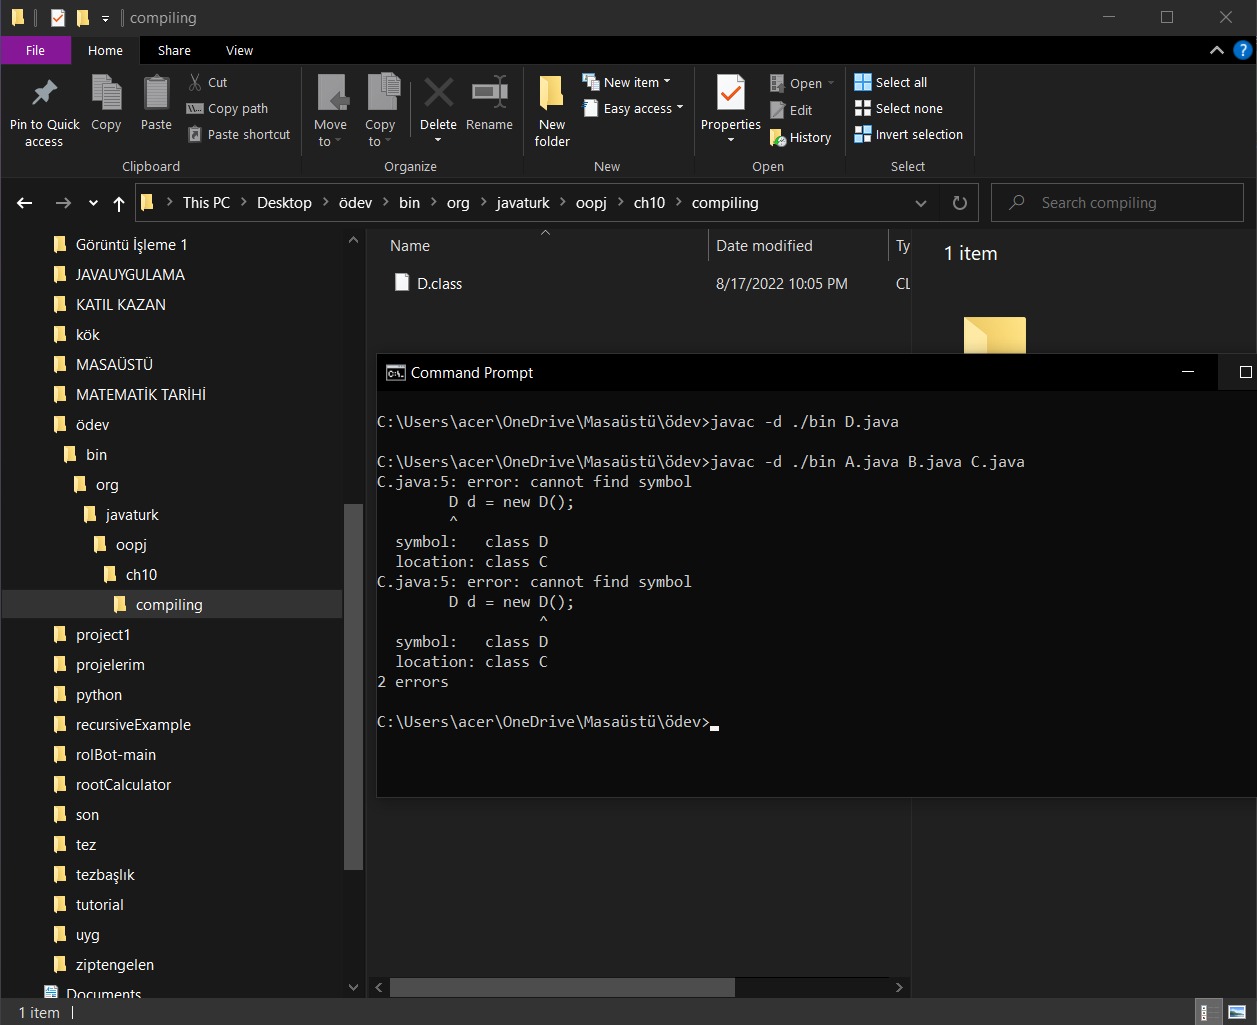 compiling
File Home Share View
Pin to Quick access
Copy
Paste
Cut
Copy path
Paste shortcut
Clipboard
Move to
Copy to
Delete
Rename
Organize
New folder
New item
Easy access
New
Properties
Open
Edit
History
Open
Select all
Select none
Invert selection
Select
This PC > Desktop > ödev > bin > org > javaturk > oopj > ch10 > compiling
Search compiling
Görüntü İşleme 1
JAVAUYGULAMA
KATIL KAZAN
kök
MASAÜSTÜ
MATEMATİK TARİHİ
ödev
bin
org
javaturk
oopj
ch10
compiling
project1
projelerim
python
recursiveExample
rolBot-main
rootCalculator
son
tez
tezbaşlık
tutorial
uyg
ziptengelen
Documents
Name Date modified Ty
D.class 8/17/2022 10:05 PM CL
1 item
Command Prompt
C:\Users\acer\OneDrive\Masaüstü\ödev>javac -d ./bin D.java
C:\Users\acer\OneDrive\Masaüstü\ödev>javac -d ./bin A.java B.java C.java
C.java:5: error: cannot find symbol
D d = new D();
^
symbol: class D
location: class C
C.java:5: error: cannot find symbol
D d = new D();
^
symbol: class D
location: class C
2 errors
C:\Users\acer\OneDrive\Masaüstü\ödev>
1 item